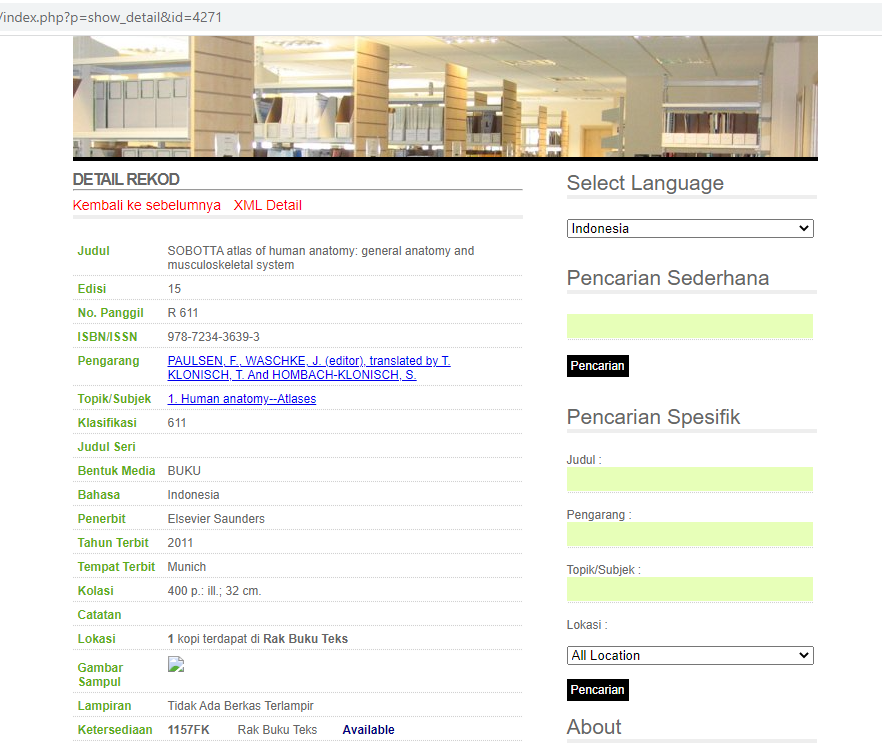 /index.php?p=show_detail&id=4271
DETAIL REKOD
Kembali ke sebelumnya XML Detail
Judul SOBOTTA atlas of human anatomy: general anatomy and
musculoskeletal system
Edisi 15
No. Panggil R 611
ISBN/ISSN 978-7234-3639-3
Pengarang PAULSEN, F., WASCHKE, J. (editor), translated by T.
KLONISCH, T. And HOMBACH-KLONISCH, S.
Topik/Subjek 1. Human anatomy--Atlases
Klasifikasi 611
Judul Seri
Bentuk Media BUKU
Bahasa Indonesia
Penerbit Elsevier Saunders
Tahun Terbit 2011
Tempat Terbit Munich
Kolasi 400 p.: ill.; 32 cm.
Catatan
Lokasi 1 kopi terdapat di Rak Buku Teks
Gambar
Sampul
Lampiran Tidak Ada Berkas Terlampir
Ketersediaan 1157FK Rak Buku Teks Available
Select Language
Indonesia
Pencarian Sederhana
Pencarian
Pencarian Spesifik
Judul :
Pengarang :
Topik/Subjek :
Lokasi :
All Location
Pencarian
About